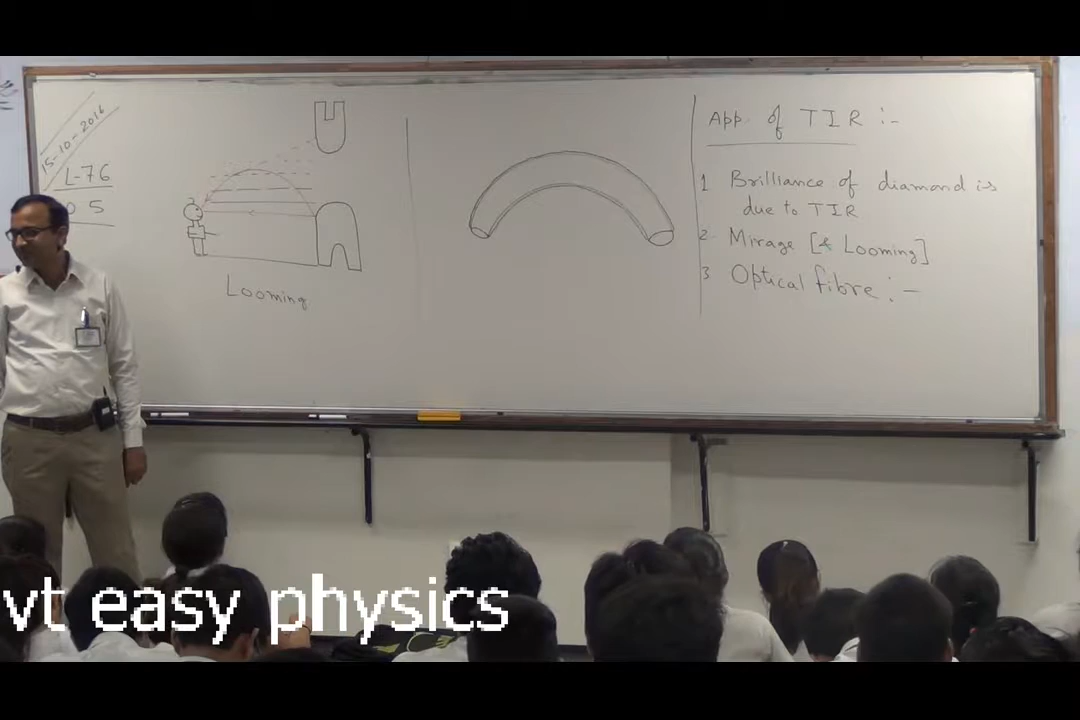 15-10-2016
L-76
05
Looming
App. of TIR :-
1 Brilliance of diamond is
due to TIR
2 Mirage [& Looming]
3 Optical fibre :-
vt easy physics